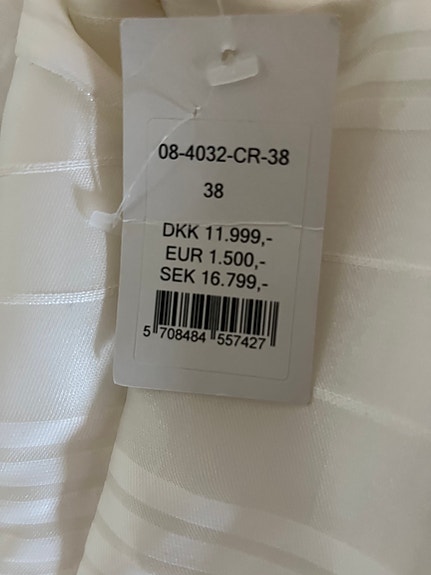 08-4032-CR-38
38
DKK 11.999,-
EUR 1.500,-
SEK 16.799,-
5 708484 557427